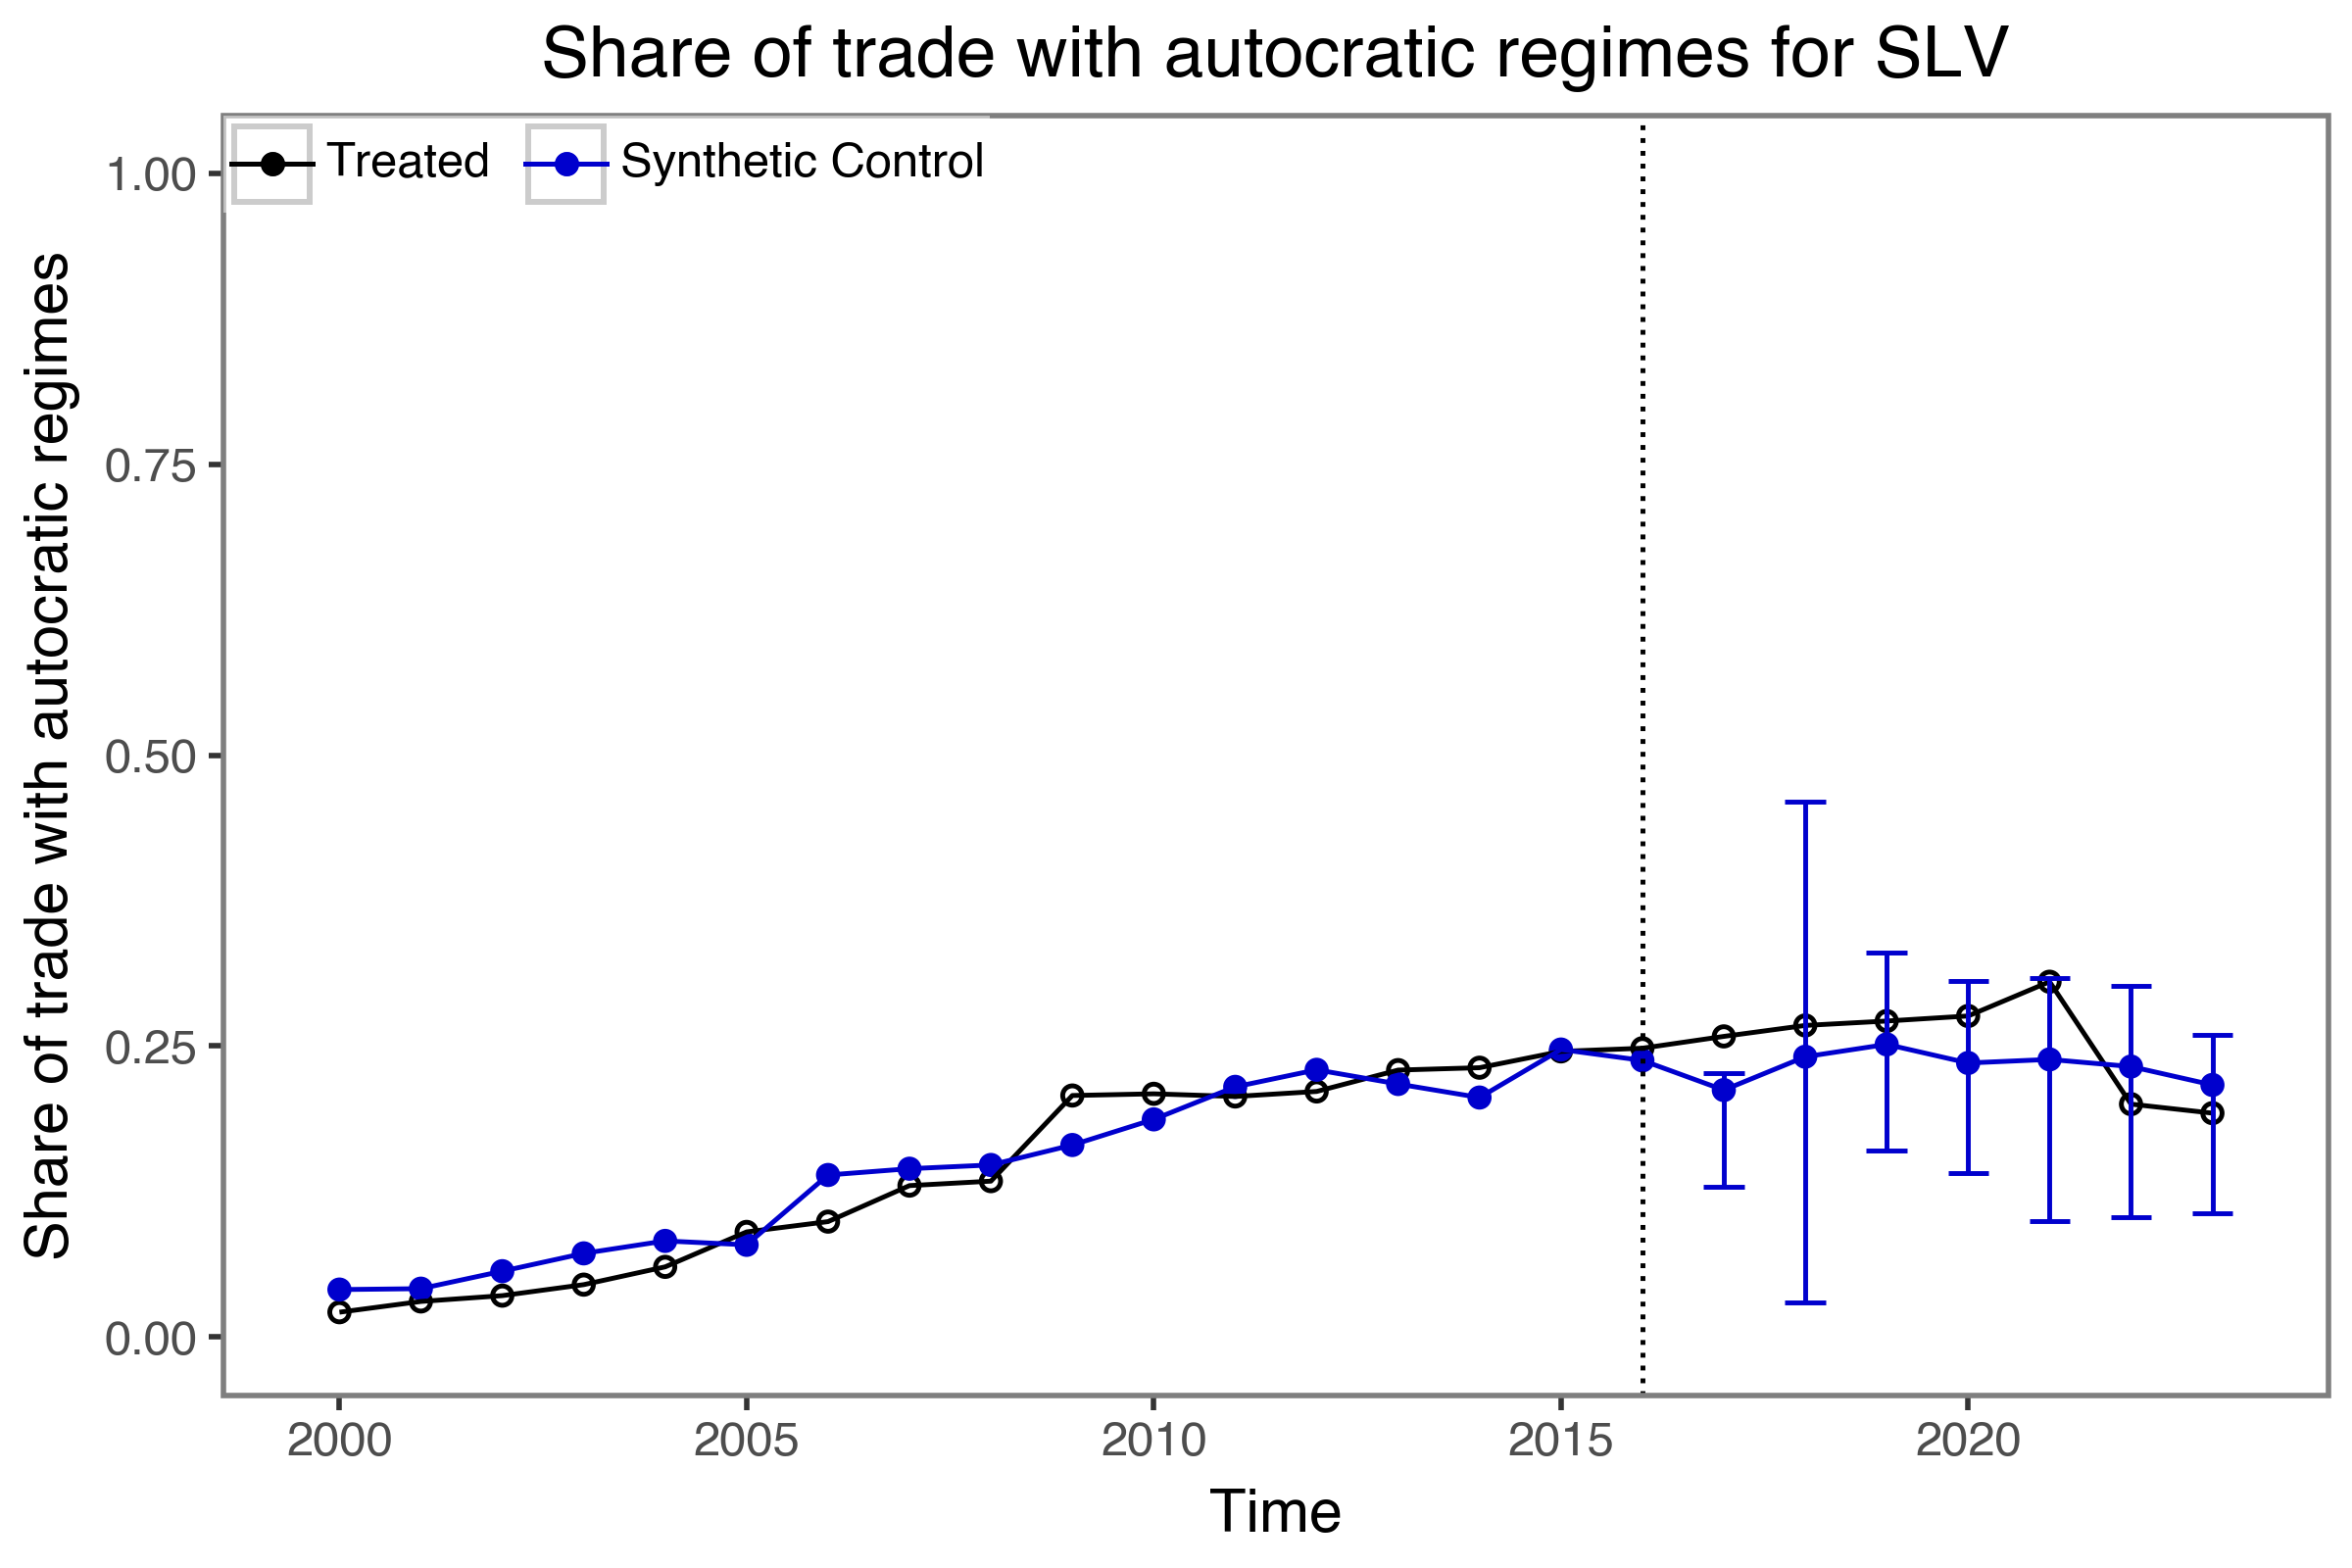 Share of trade with autocratic regimes for SLV
Treated
Synthetic Control
Share of trade with autocratic regimes
1.00
0.75
0.50
0.25
0.00
2000
2005
2010
2015
2020
Time